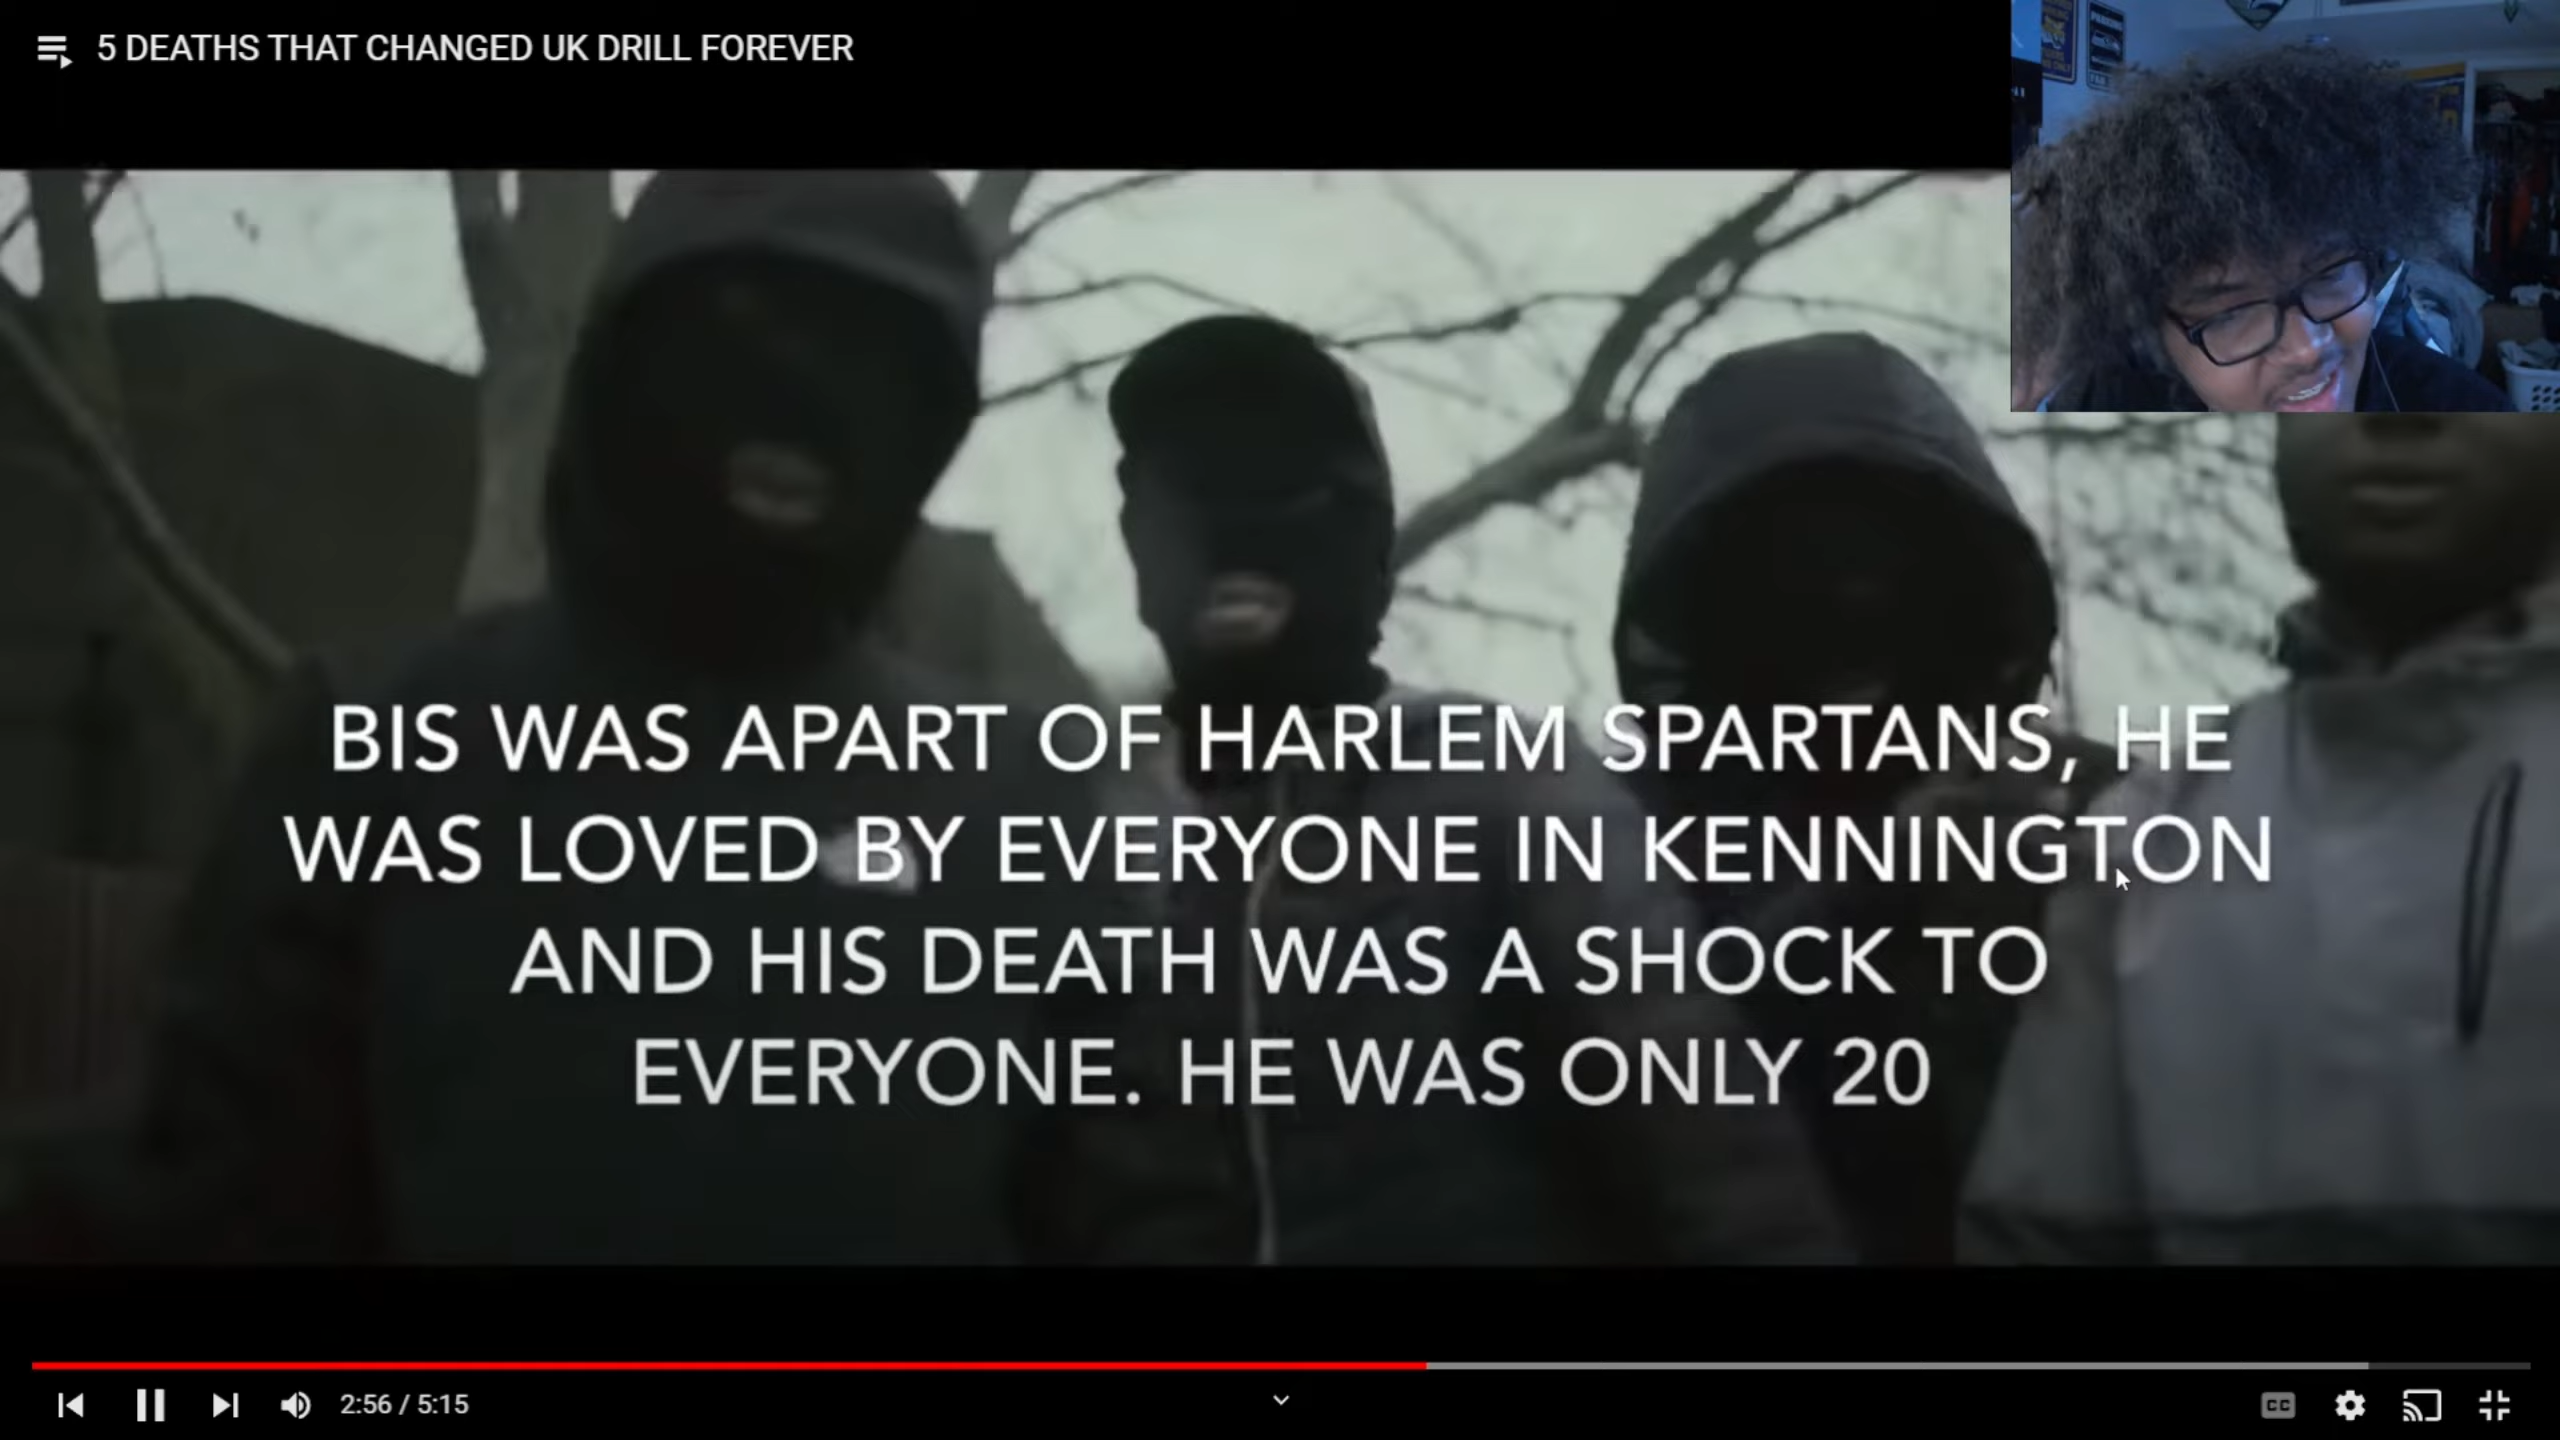 5 DEATHS THAT CHANGED UK DRILL FOREVER
BIS WAS APART OF HARLEM SPARTANS, HE
WAS LOVED BY EVERYONE IN KENNINGTON
AND HIS DEATH WAS A SHOCK TO
EVERYONE. HE WAS ONLY 20
2:56 / 5:15
CC